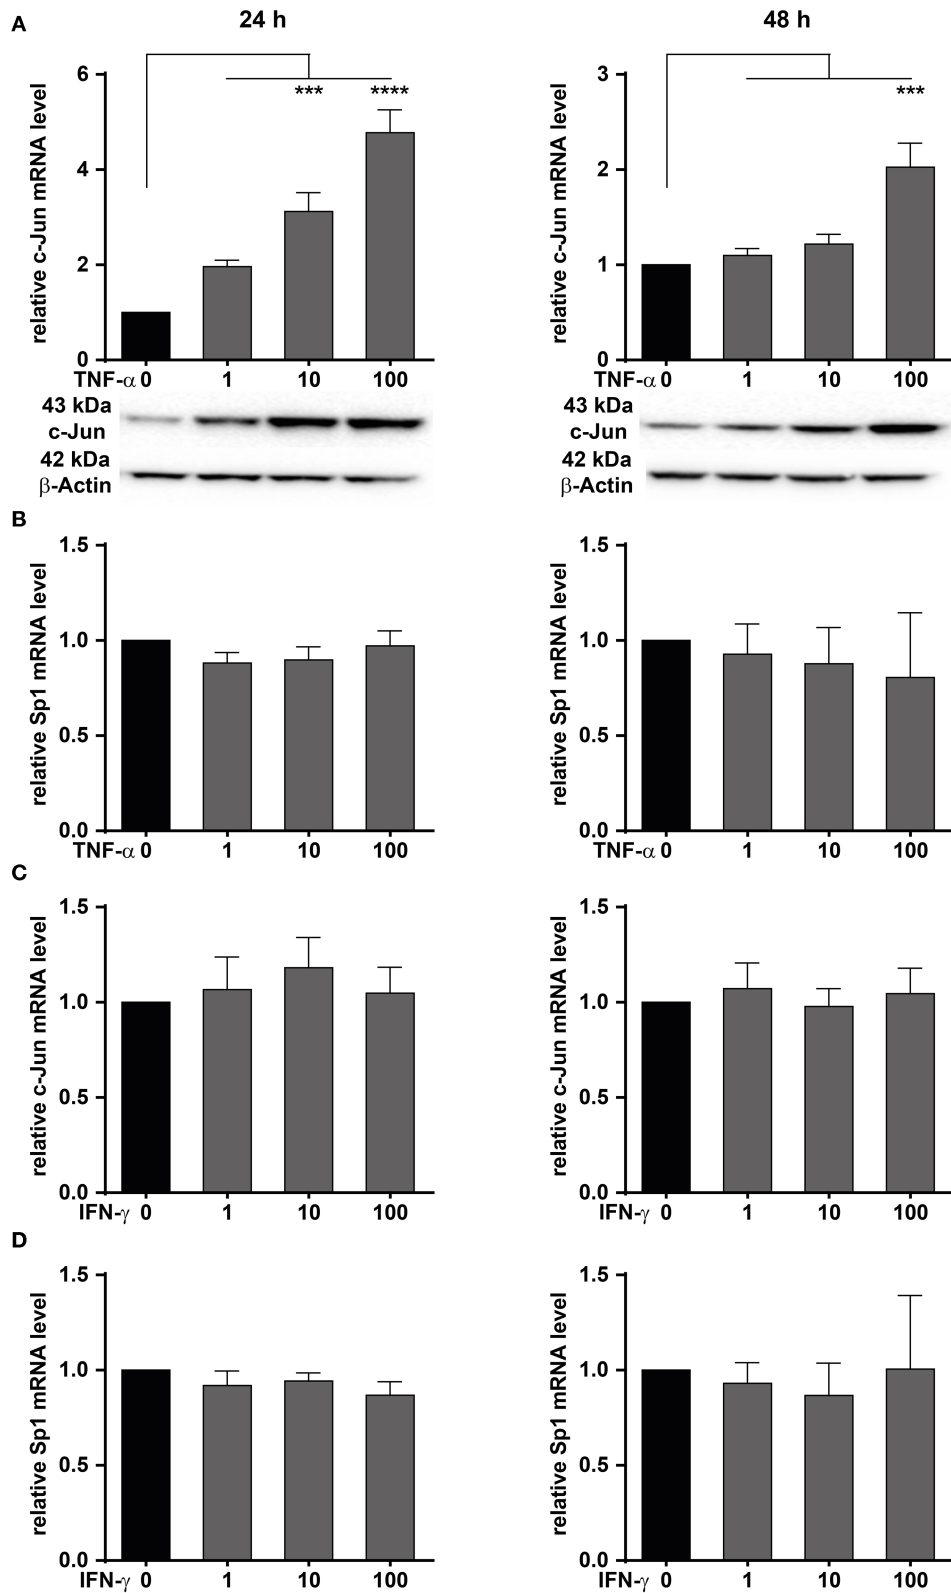 A
24 h
48 h
relative c-Jun mRNA level
6
4
2
0
*** ****
TNF-α 0 1 10 100
relative c-Jun mRNA level
3
2
1
0
***
TNF-α 0 1 10 100
43 kDa
c-Jun
42 kDa
β-Actin
43 kDa
c-Jun
42 kDa
β-Actin
B
relative Sp1 mRNA level
1.5
1.0
0.5
0.0
TNF-α 0 1 10 100
relative Sp1 mRNA level
1.5
1.0
0.5
0.0
TNF-α 0 1 10 100
C
relative c-Jun mRNA level
1.5
1.0
0.5
0.0
IFN-γ 0 1 10 100
relative c-Jun mRNA level
1.5
1.0
0.5
0.0
IFN-γ 0 1 10 100
D
relative Sp1 mRNA level
1.5
1.0
0.5
0.0
IFN-γ 0 1 10 100
relative Sp1 mRNA level
1.5
1.0
0.5
0.0
IFN-γ 0 1 10 100